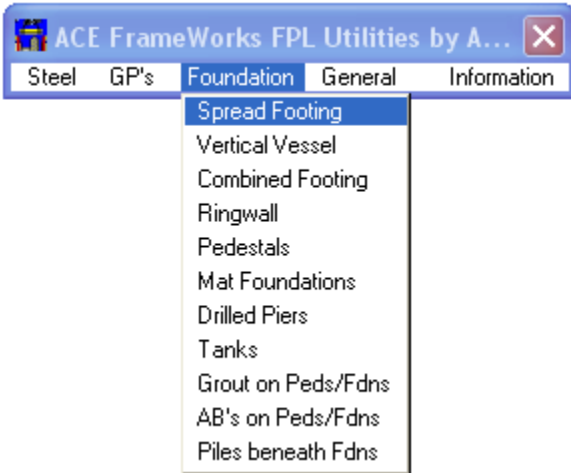 ACE FrameWorks FPL Utilities by A...
Steel GP's Foundation General Information
Spread Footing
Vertical Vessel
Combined Footing
Ringwall
Pedestals
Mat Foundations
Drilled Piers
Tanks
Grout on Peds/Fdns
AB's on Peds/Fdns
Piles beneath Fdns